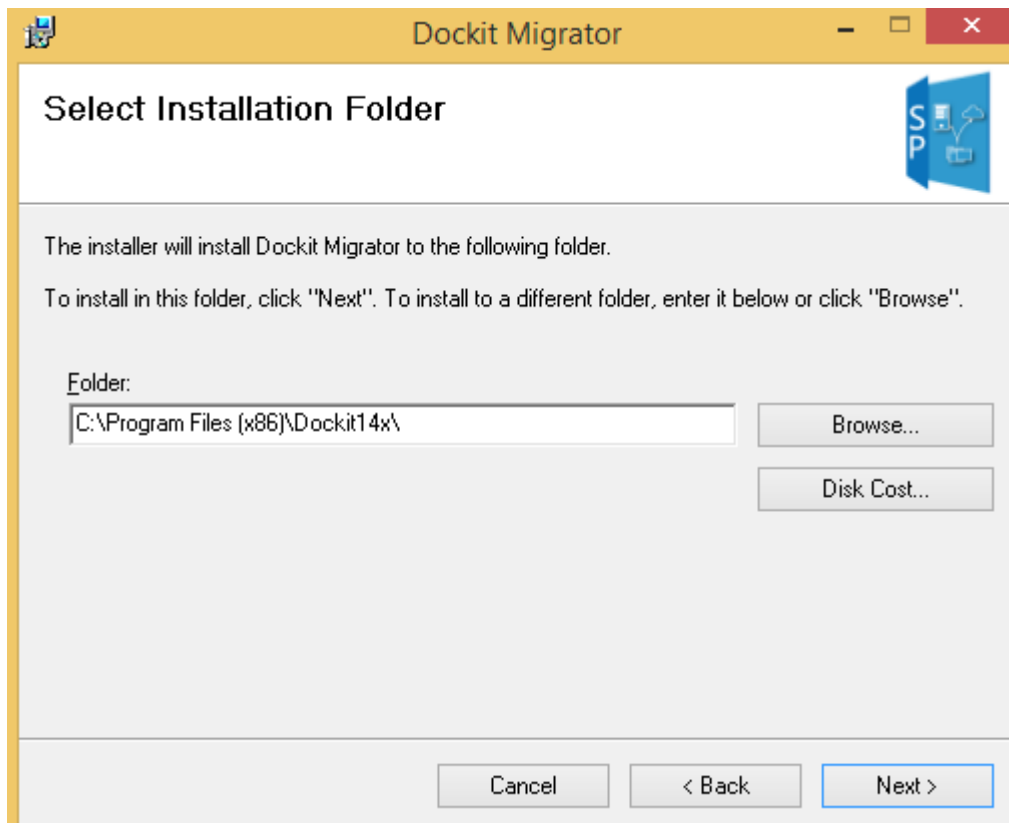 Dockit Migrator
Select Installation Folder
S
P
The installer will install Dockit Migrator to the following folder.
To install in this folder, click "Next". To install to a different folder, enter it below or click "Browse".
Folder:
C:\Program Files (x86)\Dockit14x\
Browse...
Disk Cost...
Cancel
< Back
Next >